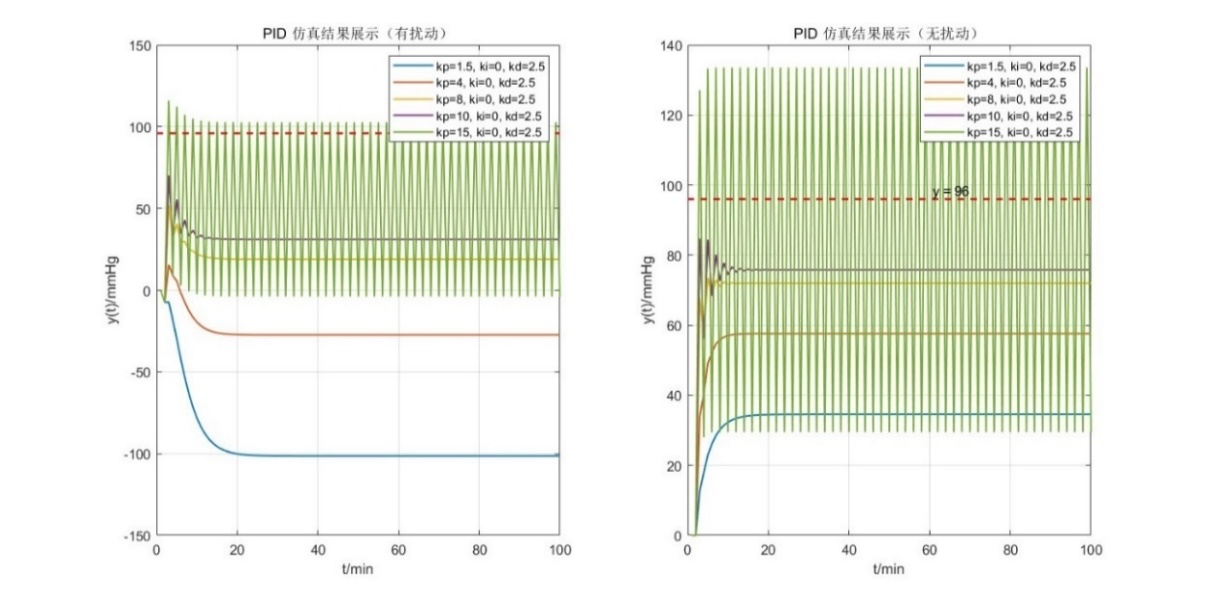 PID 仿真结果展示（有扰动）
150
100
50
0
-50
-100
-150
y(t)/mmHg
kp=1.5, ki=0, kd=2.5
kp=4, ki=0, kd=2.5
kp=8, ki=0, kd=2.5
kp=10, ki=0, kd=2.5
kp=15, ki=0, kd=2.5
0 20 40 60 80 100
t/min
PID 仿真结果展示（无扰动）
140
120
100
80
60
40
20
0
y(t)/mmHg
kp=1.5, ki=0, kd=2.5
kp=4, ki=0, kd=2.5
kp=8, ki=0, kd=2.5
kp=10, ki=0, kd=2.5
kp=15, ki=0, kd=2.5
y = 96
0 20 40 60 80 100
t/min